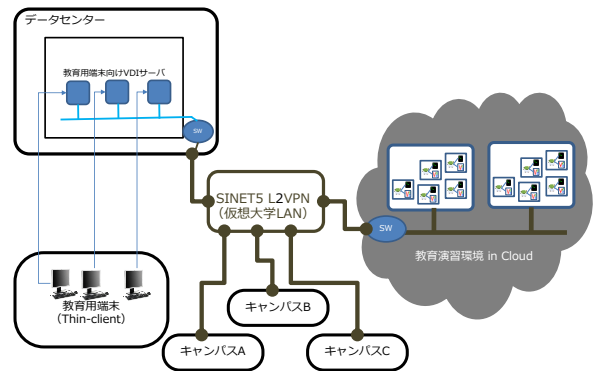 データセンター
教育用端末向けVDIサーバ
SW
SINET5 L2VPN
（仮想大学LAN）
SW
教育演習環境 in Cloud
教育用端末
（Thin-client）
キャンパスB
キャンパスA
キャンパスC